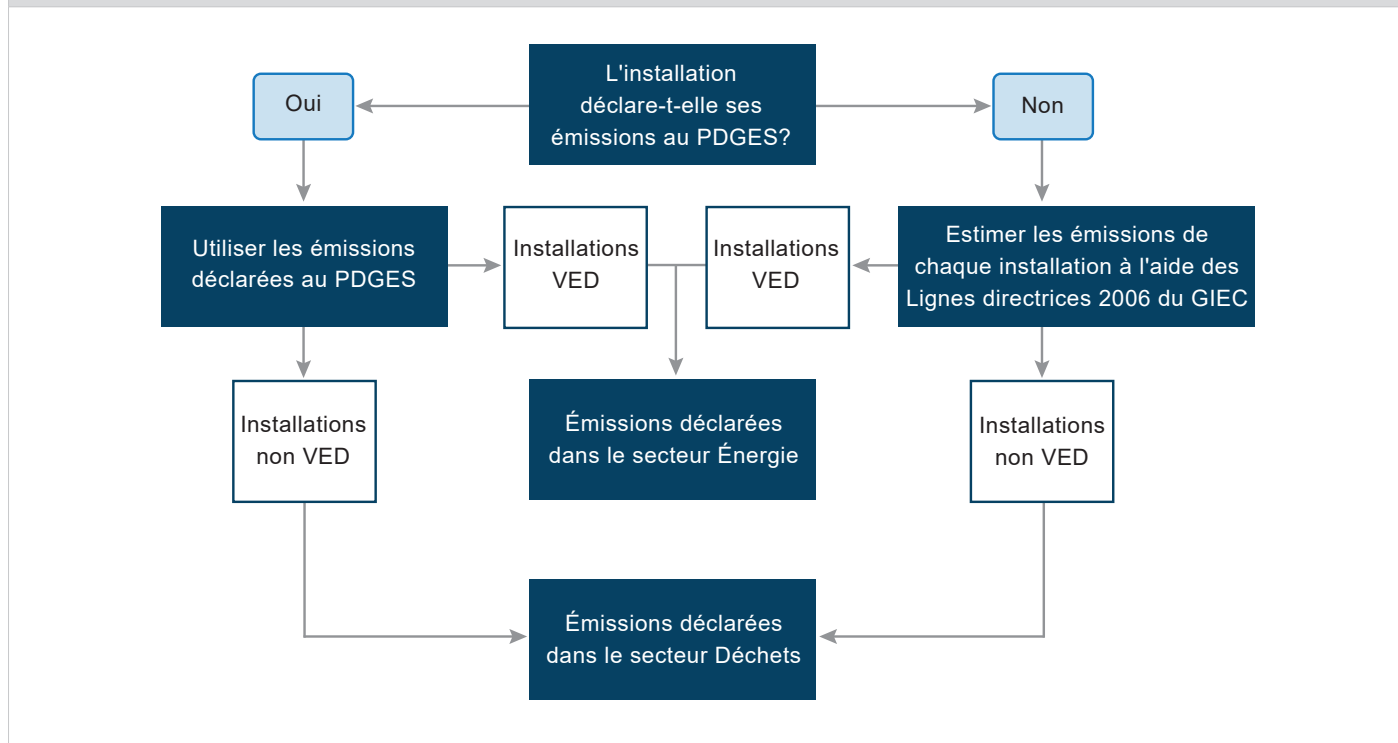 L'installation
déclare-t-elle ses
émissions au PDGES?
Oui
Non
Utiliser les émissions
déclarées au PDGES
Installations
VED
Installations
VED
Estimer les émissions de
chaque installation à l'aide des
Lignes directrices 2006 du GIEC
Installations
non VED
Émissions déclarées
dans le secteur Énergie
Installations
non VED
Émissions déclarées
dans le secteur Déchets